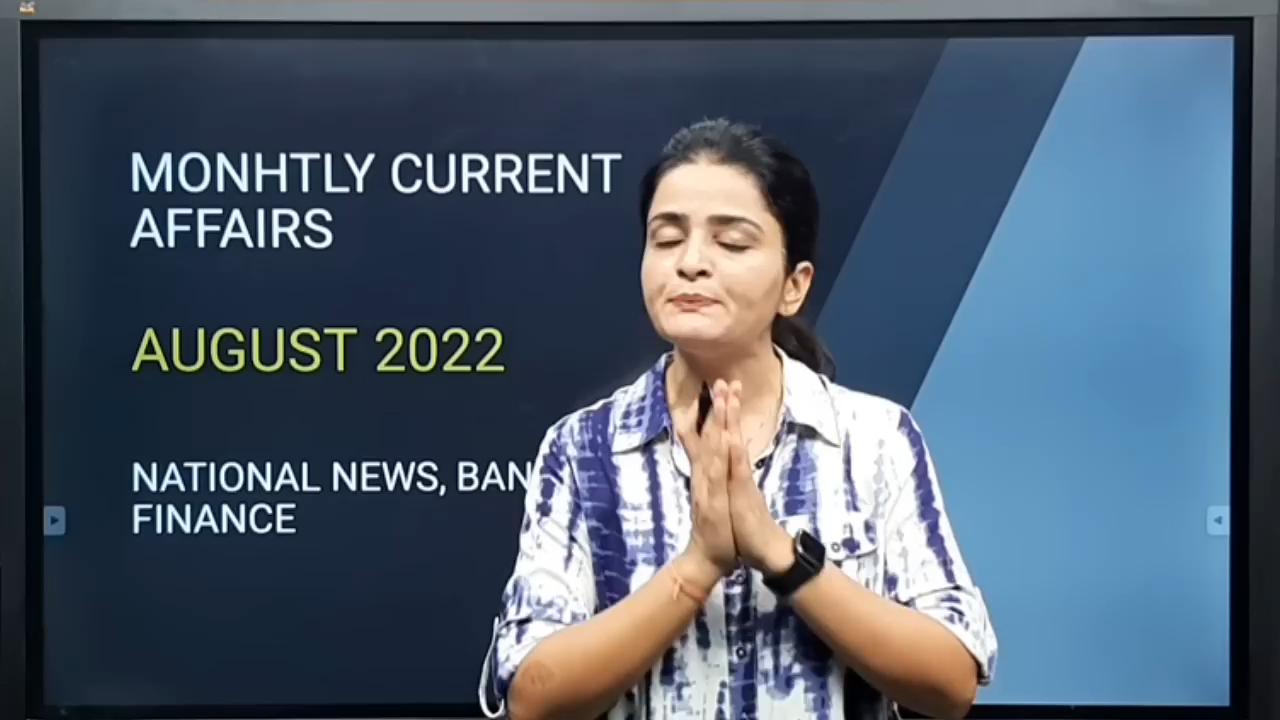 MONHTLY CURRENT
AFFAIRS
AUGUST 2022
NATIONAL NEWS, BAN
FINANCE